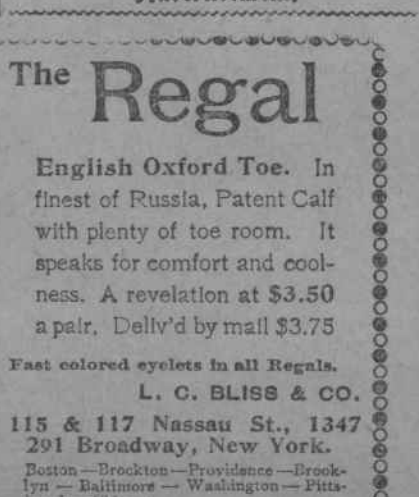 The Regal
English Oxford Toe. In
finest of Russia, Patent Calf
with plenty of toe room. It
speaks for comfort and cool-
ness. A revelation at $3.50
a pair. Deliv'd by mail $3.75
Fast colored eyelets in all Regals.
L. C. BLISS & CO.
115 & 117 Nassau St., 1347
291 Broadway, New York.
Boston—Brockton—Providence—Brook-
lyn — Baltimore — Washington — Pitts-